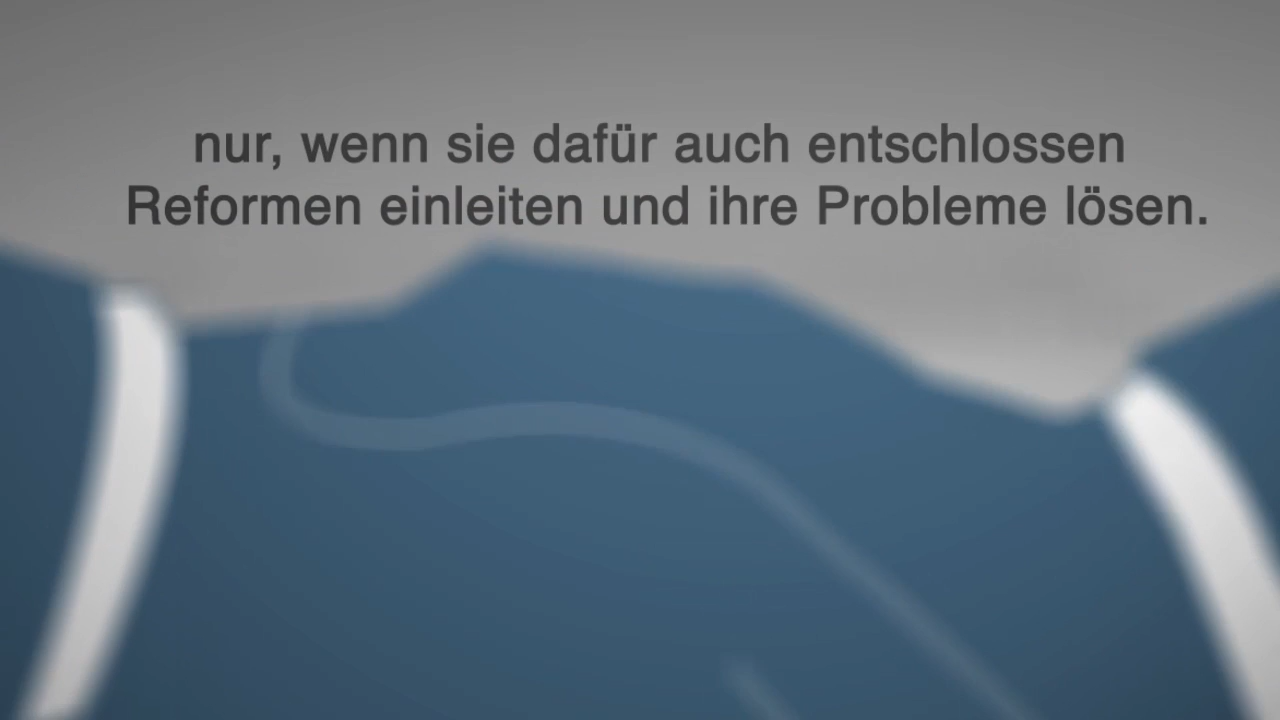 nur, wenn sie dafür auch entschlossen
Reformen einleiten und ihre Probleme lösen.